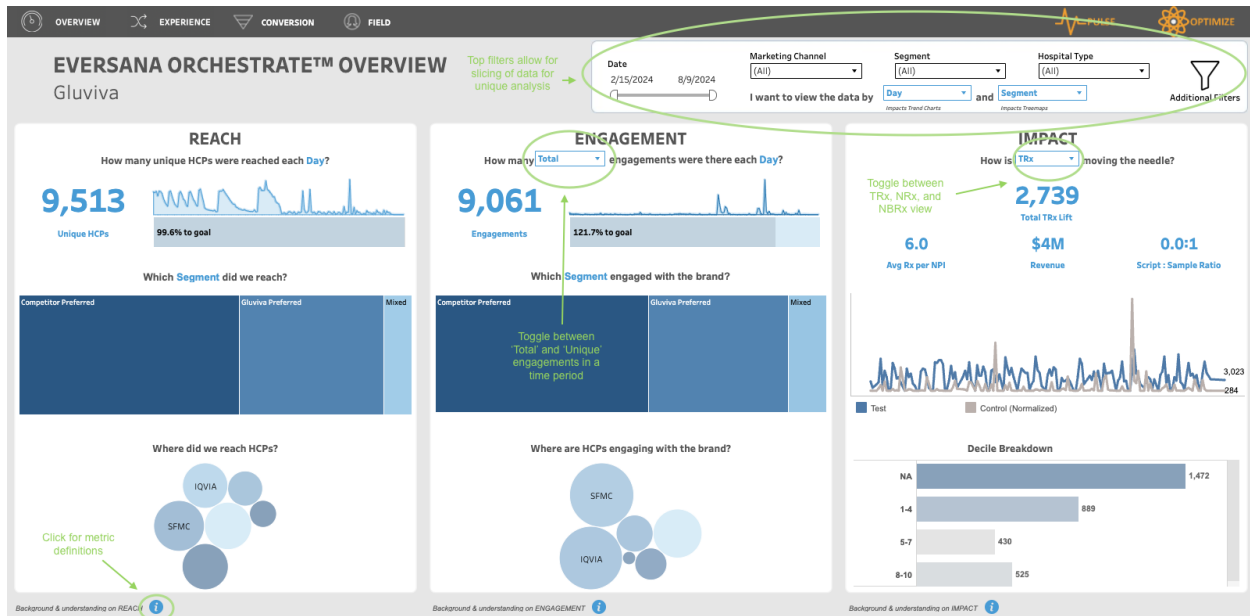 OVERVIEW
EXPERIENCE
CONVERSION
FIELD
PULSE
OPTIMIZE
EVERSANA ORCHESTRATE™ OVERVIEW
Gluviva
Top filters allow for
slicing of data for
unique analysis
Date
2/15/2024 8/9/2024
Marketing Channel
(All)
Segment
(All)
Hospital Type
(All)
I want to view the data by Day and Segment
Impacts Trend Charts
Impacts Treemaps
Additional Filters
REACH
How many unique HCPs were reached each Day?
9,513
Unique HCPs
99.6% to goal
Which Segment did we reach?
Competitor Preferred
Gluviva Preferred
Mixed
Where did we reach HCPs?
IQVIA
SFMC
Click for metric
definitions
Background & understanding on REACH
i
ENGAGEMENT
How many Total engagements were there each Day?
9,061
Engagements
121.7% to goal
Which Segment engaged with the brand?
Competitor Preferred
Gluviva Preferred
Mixed
Toggle between
'Total' and 'Unique'
engagements in a
time period
Where are HCPs engaging with the brand?
SFMC
IQVIA
Background & understanding on ENGAGEMENT
i
IMPACT
How is TRx moving the needle?
Toggle between
TRx, NRx, and
NBRx view
2,739
Total TRx Lift
6.0
Avg Rx per NPI
$4M
Revenue
0.0:1
Script : Sample Ratio
3,023
284
Test
Control (Normalized)
Decile Breakdown
NA
1,472
1-4
889
5-7
430
8-10
525
Background & understanding on IMPACT
i